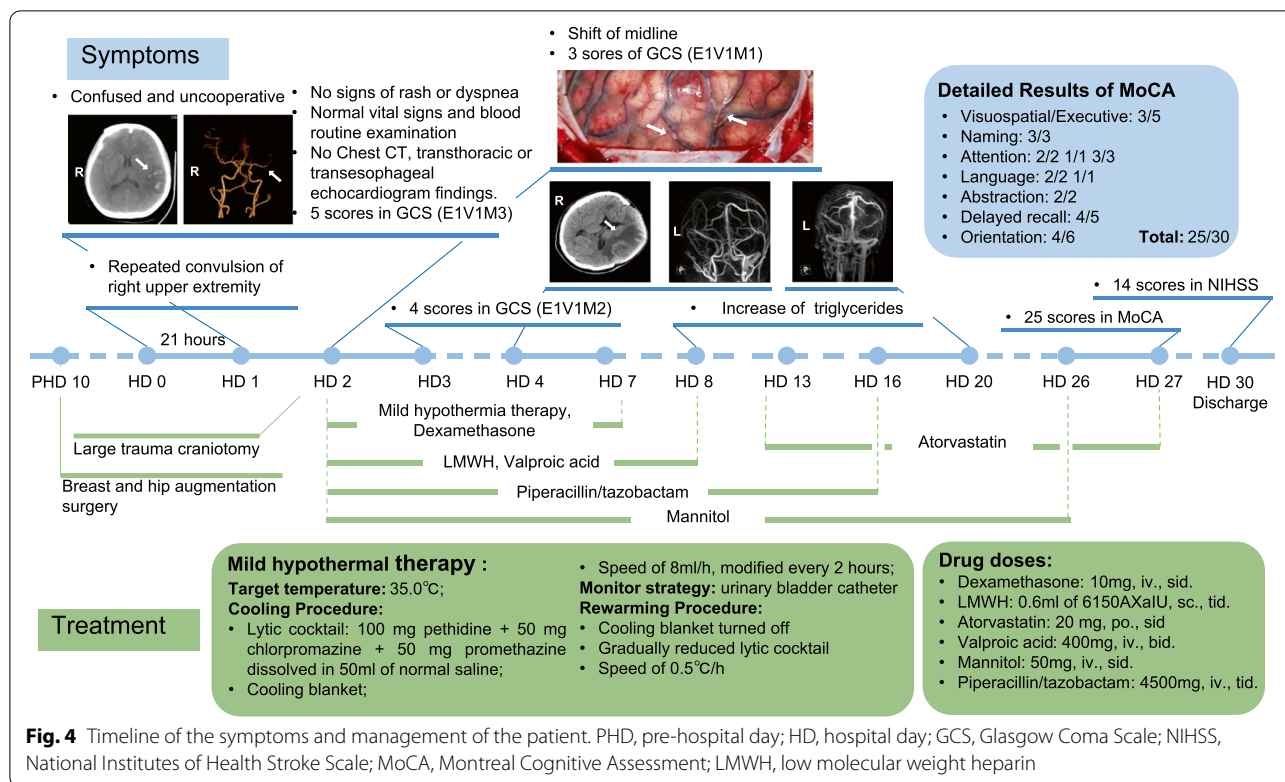 Symptoms
• Confused and uncooperative
R
R
• No signs of rash or dyspnea
• Normal vital signs and blood
routine examination
• No Chest CT, transthoracic or
transesophageal
echocardiogram findings.
• 5 scores in GCS (E1V1M3)
• Shift of midline
• 3 sores of GCS (E1V1M1)
R
L
L
P
P
Detailed Results of MoCA
• Visuospatial/Executive: 3/5
• Naming: 3/3
• Attention: 2/2 1/1 3/3
• Language: 2/2 1/1
• Abstraction: 2/2
• Delayed recall: 4/5
• Orientation: 4/6 Total: 25/30
• Repeated convulsion of
right upper extremity
• 4 scores in GCS (E1V1M2)
• Increase of triglycerides
• 25 scores in MoCA
• 14 scores in NIHSS
21 hours
PHD 10 HD 0 HD 1 HD 2 HD3 HD 4 HD 7 HD 8 HD 13 HD 16 HD 20 HD 26 HD 27 HD 30
Discharge
Large trauma craniotomy
Breast and hip augmentation
surgery
Mild hypothermia therapy,
Dexamethasone
LMWH, Valproic acid
Piperacillin/tazobactam
Mannitol
Atorvastatin
Treatment
Mild hypothermal therapy :
Target temperature: 35.0℃;
Cooling Procedure:
• Lytic cocktail: 100 mg pethidine + 50 mg
chlorpromazine + 50 mg promethazine
dissolved in 50ml of normal saline;
• Cooling blanket;
• Speed of 8ml/h, modified every 2 hours;
Monitor strategy: urinary bladder catheter
Rewarming Procedure:
• Cooling blanket turned off
• Gradually reduced lytic cocktail
• Speed of 0.5℃/h
Drug doses:
• Dexamethasone: 10mg, iv., sid.
• LMWH: 0.6ml of 6150AXaIU, sc., tid.
• Atorvastatin: 20 mg, po., sid
• Valproic acid: 400mg, iv., bid.
• Mannitol: 50mg, iv., sid.
• Piperacillin/tazobactam: 4500mg, iv., tid.
Fig. 4 Timeline of the symptoms and management of the patient. PHD, pre-hospital day; HD, hospital day; GCS, Glasgow Coma Scale; NIHSS,
National Institutes of Health Stroke Scale; MoCA, Montreal Cognitive Assessment; LMWH, low molecular weight heparin